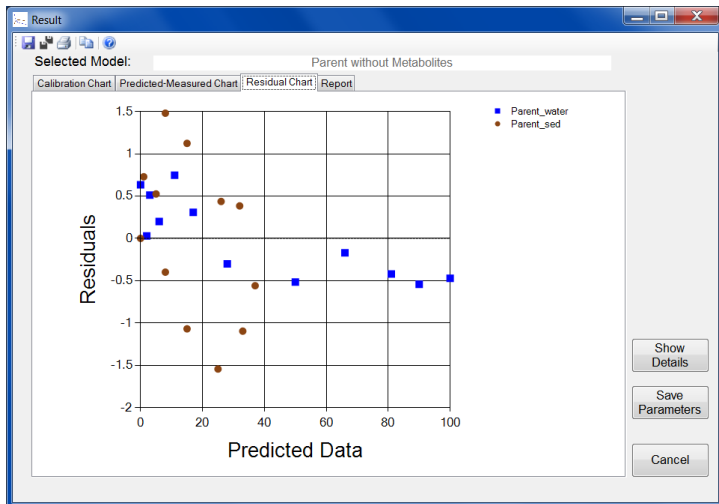 Result
Selected Model: Parent without Metabolites
Calibration Chart Predicted-Measured Chart Residual Chart Report
1.5
1
0.5
0
-0.5
-1
-1.5
-2
Residuals
0 20 40 60 80 100
Predicted Data
Parent_water
Parent_sed
Show
Details
Save
Parameters
Cancel